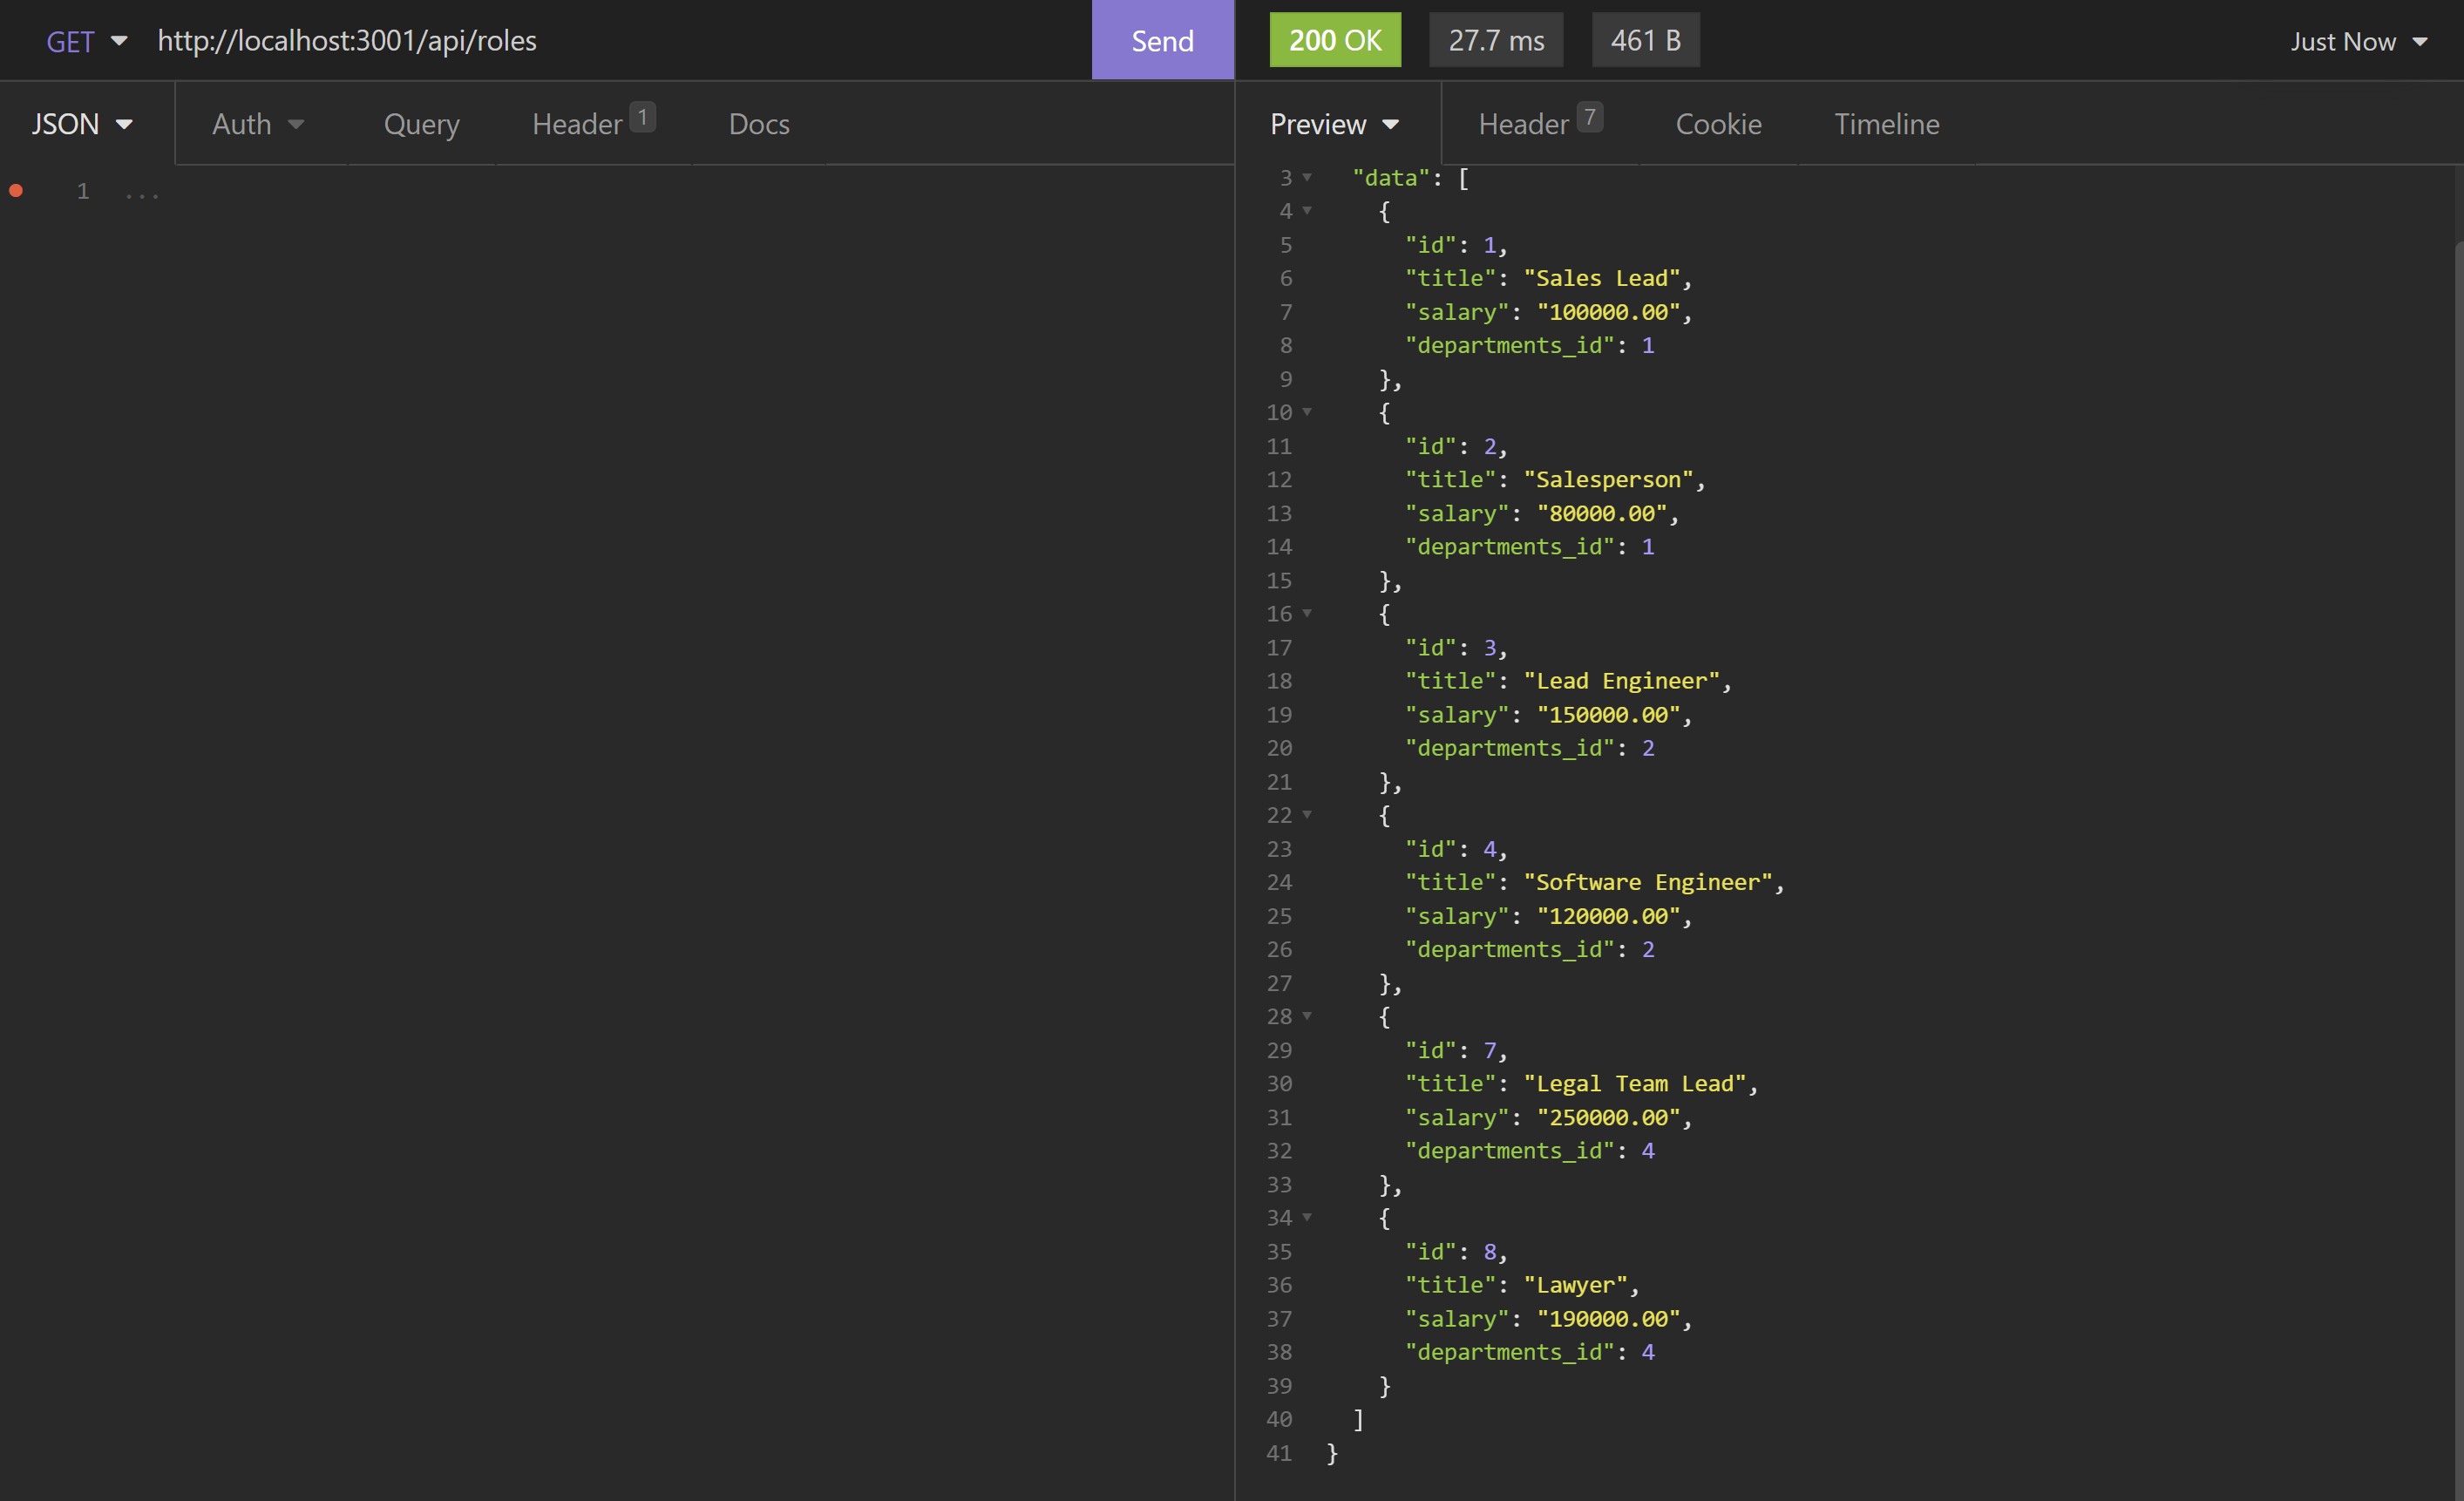 GET http://localhost:3001/api/roles Send 200 OK 27.7 ms 461 B Just Now
JSON Auth Query Header 1 Docs Preview Header 7 Cookie Timeline
1 ...
3 "data": [
4 {
5 "id": 1,
6 "title": "Sales Lead",
7 "salary": "100000.00",
8 "departments_id": 1
9 },
10 {
11 "id": 2,
12 "title": "Salesperson",
13 "salary": "80000.00",
14 "departments_id": 1
15 },
16 {
17 "id": 3,
18 "title": "Lead Engineer",
19 "salary": "150000.00",
20 "departments_id": 2
21 },
22 {
23 "id": 4,
24 "title": "Software Engineer",
25 "salary": "120000.00",
26 "departments_id": 2
27 },
28 {
29 "id": 7,
30 "title": "Legal Team Lead",
31 "salary": "250000.00",
32 "departments_id": 4
33 },
34 {
35 "id": 8,
36 "title": "Lawyer",
37 "salary": "190000.00",
38 "departments_id": 4
39 }
40 ]
41 }